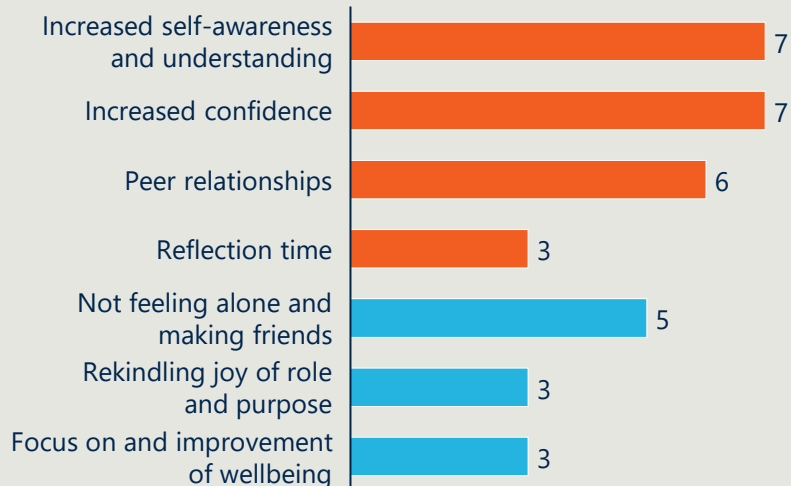 Increased self-awareness
and understanding
7
Increased confidence
7
Peer relationships
6
Reflection time
3
Not feeling alone and
making friends
5
Rekindling joy of role
and purpose
3
Focus on and improvement
of wellbeing
3